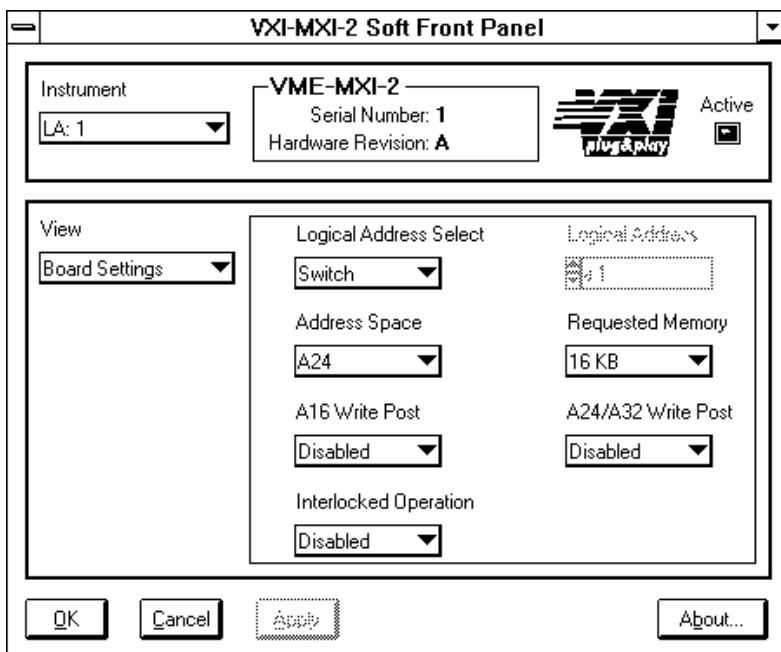 VXI-MXI-2 Soft Front Panel
Instrument
LA: 1
VME-MXI-2
Serial Number: 1
Hardware Revision: A
VXI
plug&play
Active
View
Board Settings
Logical Address Select
Logical Address
Switch
d 1
Address Space
Requested Memory
A24
16 KB
A16 Write Post
A24/A32 Write Post
Disabled
Disabled
Interlocked Operation
Disabled
OK
Cancel
Apply
About...